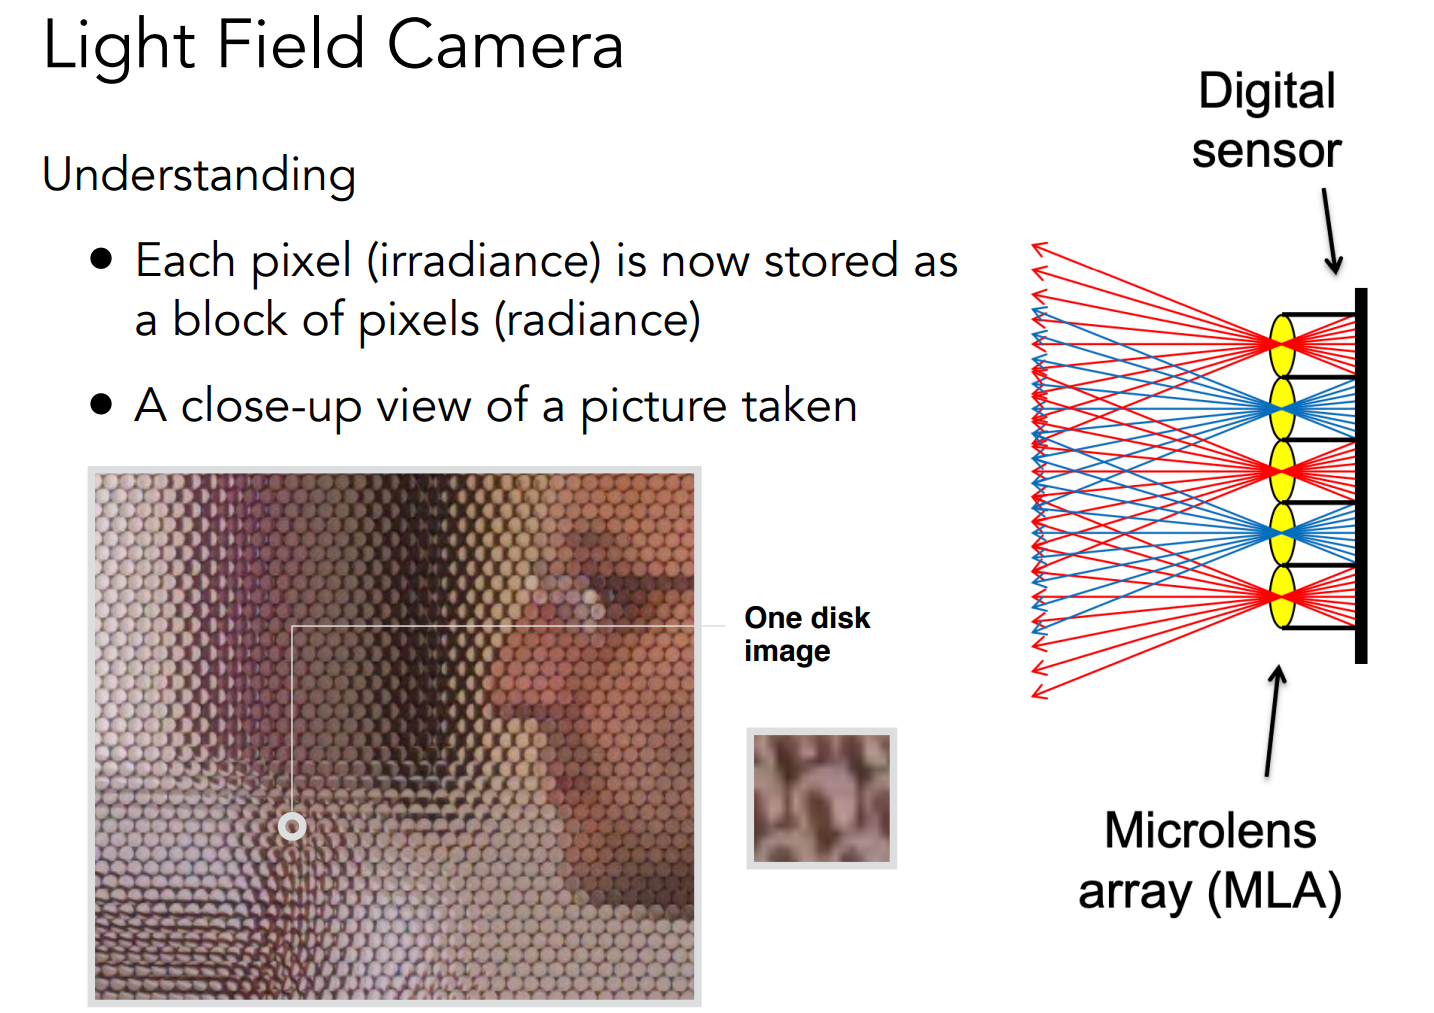 Light Field Camera
Understanding
● Each pixel (irradiance) is now stored as
a block of pixels (radiance)
● A close-up view of a picture taken
One disk
image
Digital
sensor
Microlens
array (MLA)